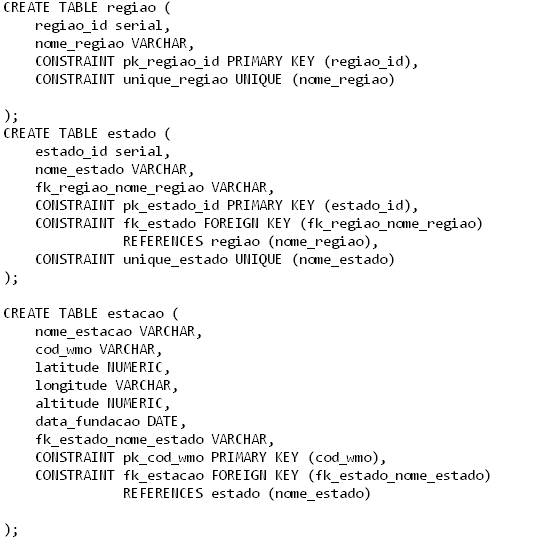 CREATE TABLE regiao (
    regiao_id serial,
    nome_regiao VARCHAR,
    CONSTRAINT pk_regiao_id PRIMARY KEY (regiao_id),
    CONSTRAINT unique_regiao UNIQUE (nome_regiao)

);
CREATE TABLE estado (
    estado_id serial,
    nome_estado VARCHAR,
    fk_regiao_nome_regiao VARCHAR,
    CONSTRAINT pk_estado_id PRIMARY KEY (estado_id),
    CONSTRAINT fk_estado FOREIGN KEY (fk_regiao_nome_regiao)
               REFERENCES regiao (nome_regiao),
    CONSTRAINT unique_estado UNIQUE (nome_estado)
);

CREATE TABLE estacao (
    nome_estacao VARCHAR,
    cod_wmo VARCHAR,
    latitude NUMERIC,
    longitude VARCHAR,
    altitude NUMERIC,
    data_fundacao DATE,
    fk_estado_nome_estado VARCHAR,
    CONSTRAINT pk_cod_wmo PRIMARY KEY (cod_wmo),
    CONSTRAINT fk_estacao FOREIGN KEY (fk_estado_nome_estado)
               REFERENCES estado (nome_estado)

);